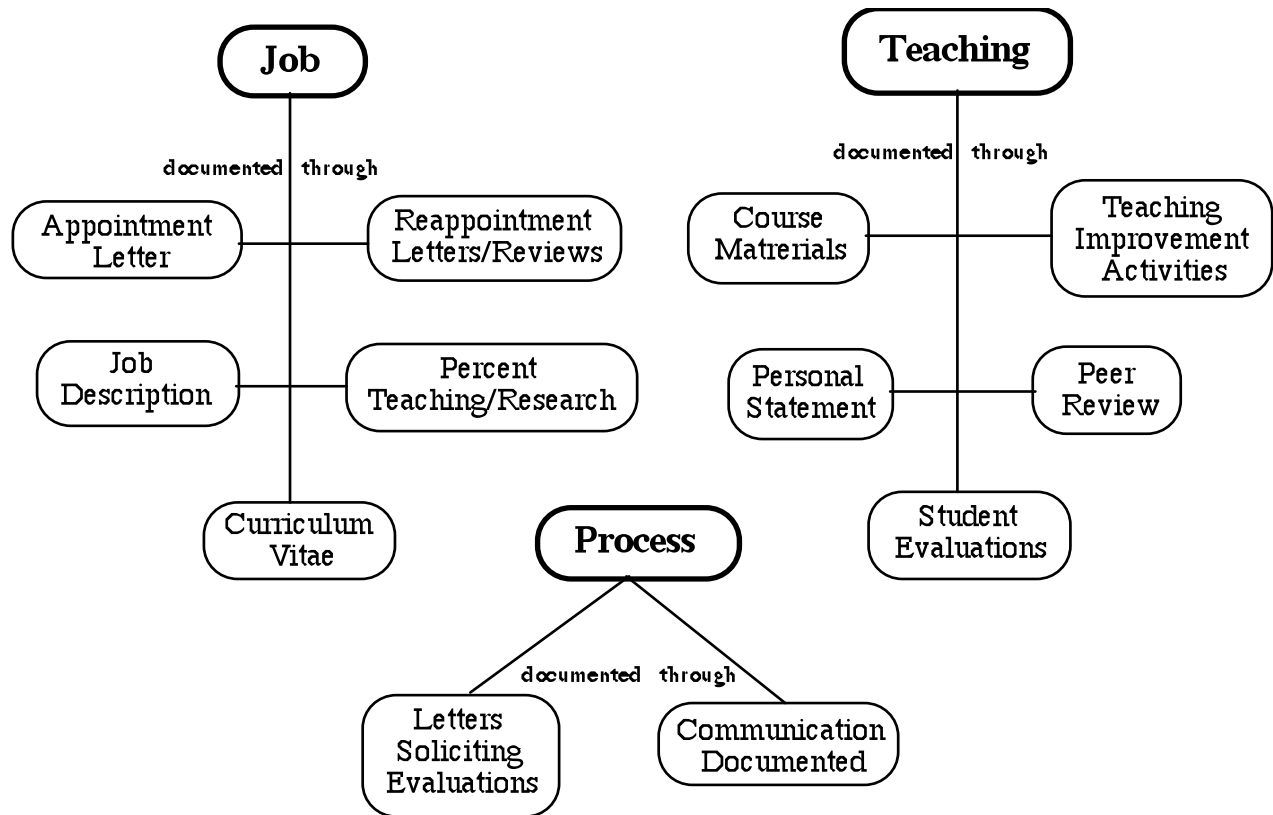 Job
documented through
Appointment
Letter
Reappointment
Letters/Reviews
Job
Description
Percent
Teaching/Research
Curriculum
Vitae
Teaching
documented through
Course
Matrerials
Teaching
Improvement
Activities
Personal
Statement
Peer
Review
Student
Evaluations
Process
documented through
Letters
Soliciting
Evaluations
Communication
Documented